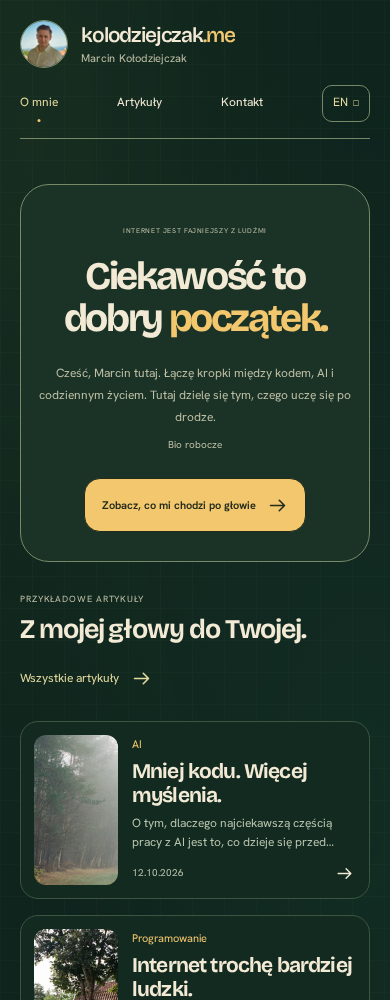 kolodziejczak.me
Marcin Kołodziejczak
O mnie
Artykuły
Kontakt
EN
INTERNET JEST FAJNIEJSZY Z LUDŹMI
Ciekawość to
dobry początek.
Cześć, Marcin tutaj. Łączę kropki między kodem, AI i
codziennym życiem. Tutaj dzielę się tym, czego uczę się po
drodze.
Bio robocze
Zobacz, co mi chodzi po głowie
PRZYKŁADOWE ARTYKUŁY
Z mojej głowy do Twojej.
Wszystkie artykuły
AI
Mniej kodu. Więcej
myślenia.
O tym, dlaczego najciekawszą częścią
pracy z AI jest to, co dzieje się przed...
12.10.2026
Programowanie
Internet trochę bardziej
ludzki.